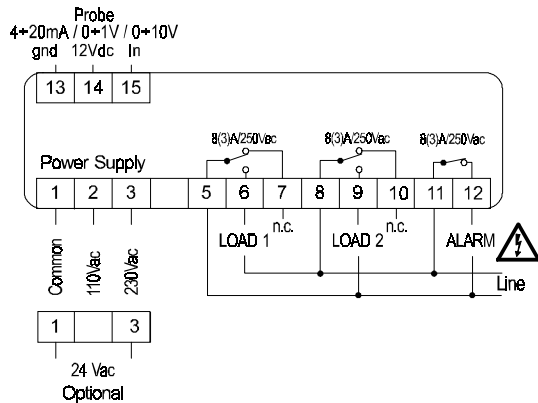 Probe
4÷20mA / 0÷1V / 0÷10V
gnd 12Vdc In
13 14 15
8(3)A/250Vac 8(3)A/250Vac 8(3)A/250Vac
Power Supply
1 2 3 5 6 7 8 9 10 11 12
n.c. n.c.
LOAD 1 LOAD 2 ALARM
Common 110Vac 230Vac
Line
1 3
24 Vac
Optional